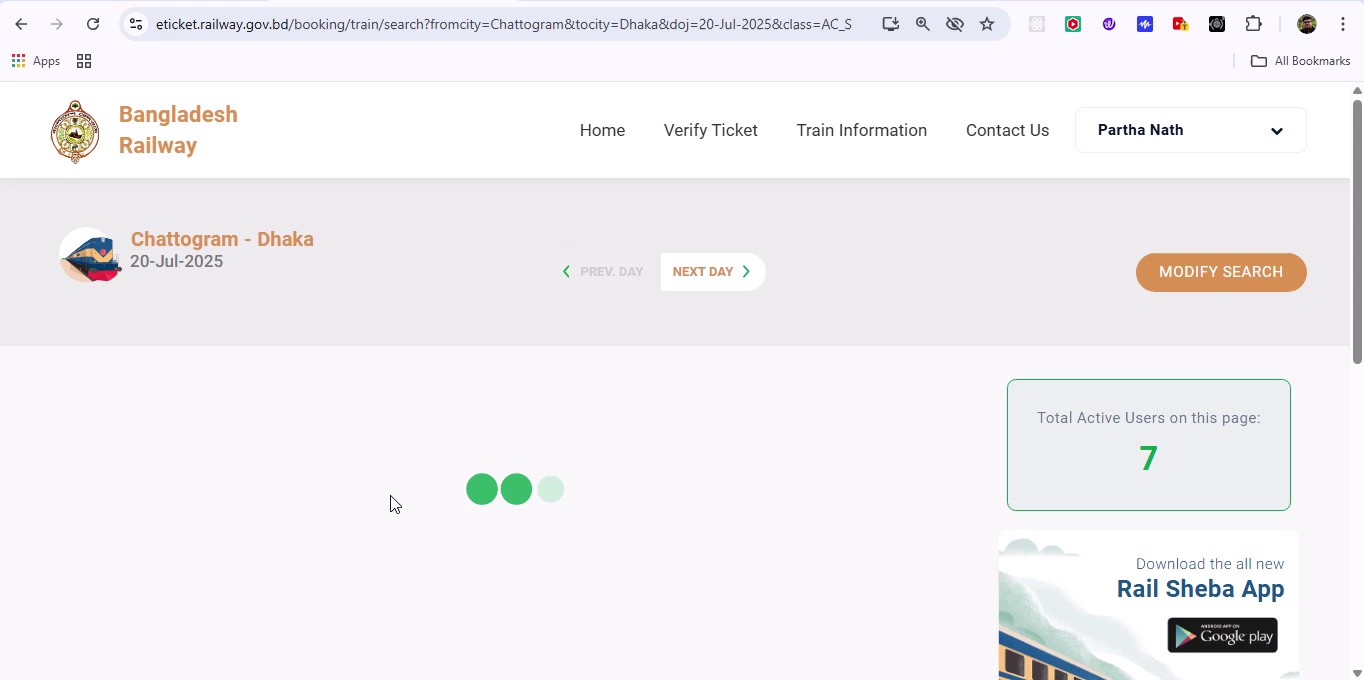 eticket.railway.gov.bd/booking/train/search?fromcity=Chattogram&tocity=Dhaka&doj=20-Jul-2025&class=AC_S
Apps
All Bookmarks
Bangladesh
Railway
Home
Verify Ticket
Train Information
Contact Us
Partha Nath
Chattogram - Dhaka
20-Jul-2025
PREV. DAY
NEXT DAY
MODIFY SEARCH
Total Active Users on this page:
7
Download the all new
Rail Sheba App
ANDROID APP ON
Google play